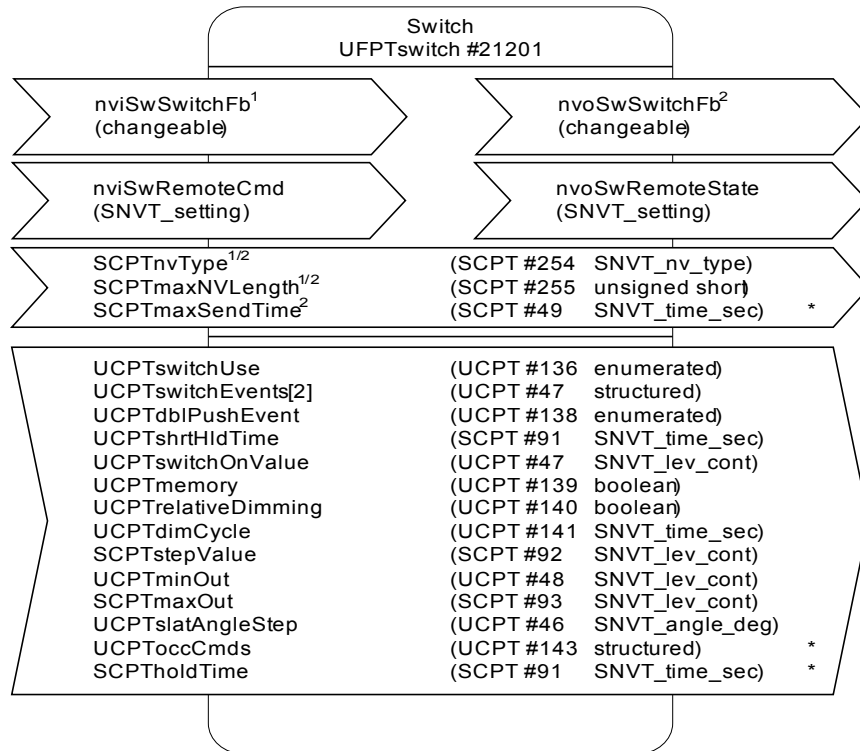 Switch
UFPTswitch #21201
nviSwSwitchFb1
(changeable)
nvoSwSwitchFb2
(changeable)
nviSwRemoteCmd
(SNVT_setting)
nvoSwRemoteState
(SNVT_setting)
SCPTnvType1/2 (SCPT #254 SNVT_nv_type)
SCPTmaxNVLength1/2 (SCPT #255 unsigned short)
SCPTmaxSendTime2 (SCPT #49 SNVT_time_sec) *
UCPTswitchUse (UCPT #136 enumerated)
UCPTswitchEvents[2] (UCPT #47 structured)
UCPTdblPushEvent (UCPT #138 enumerated)
UCPTshrtHldTime (SCPT #91 SNVT_time_sec)
UCPTswitchOnValue (UCPT #47 SNVT_lev_cont)
UCPTmemory (UCPT #139 boolean)
UCPTrelativeDimming (UCPT #140 boolean)
UCPTdimCycle (UCPT #141 SNVT_time_sec)
SCPTstepValue (SCPT #92 SNVT_lev_cont)
UCPTminOut (UCPT #48 SNVT_lev_cont)
SCPTmaxOut (SCPT #93 SNVT_lev_cont)
UCPTslatAngleStep (UCPT #46 SNVT_angle_deg)
UCPToccCmds (UCPT #143 structured) *
SCPTholdTime (SCPT #91 SNVT_time_sec) *